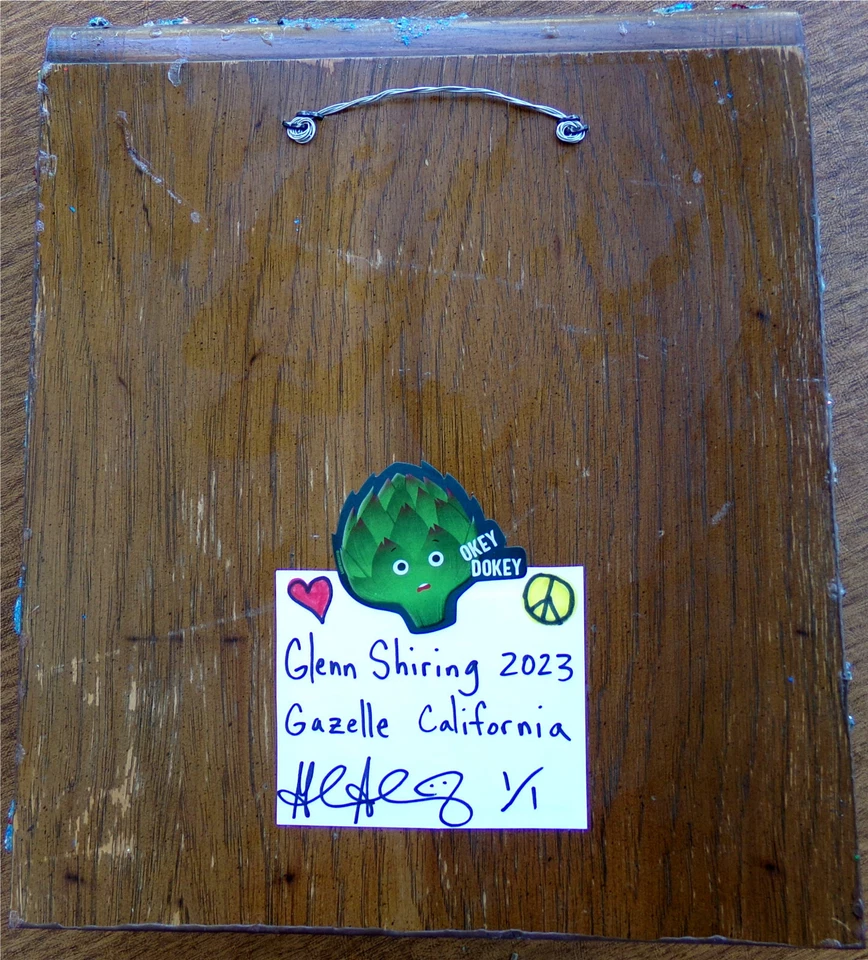 OKEY
DOKEY
Glenn Shiring 2023
Gazelle California
1/1